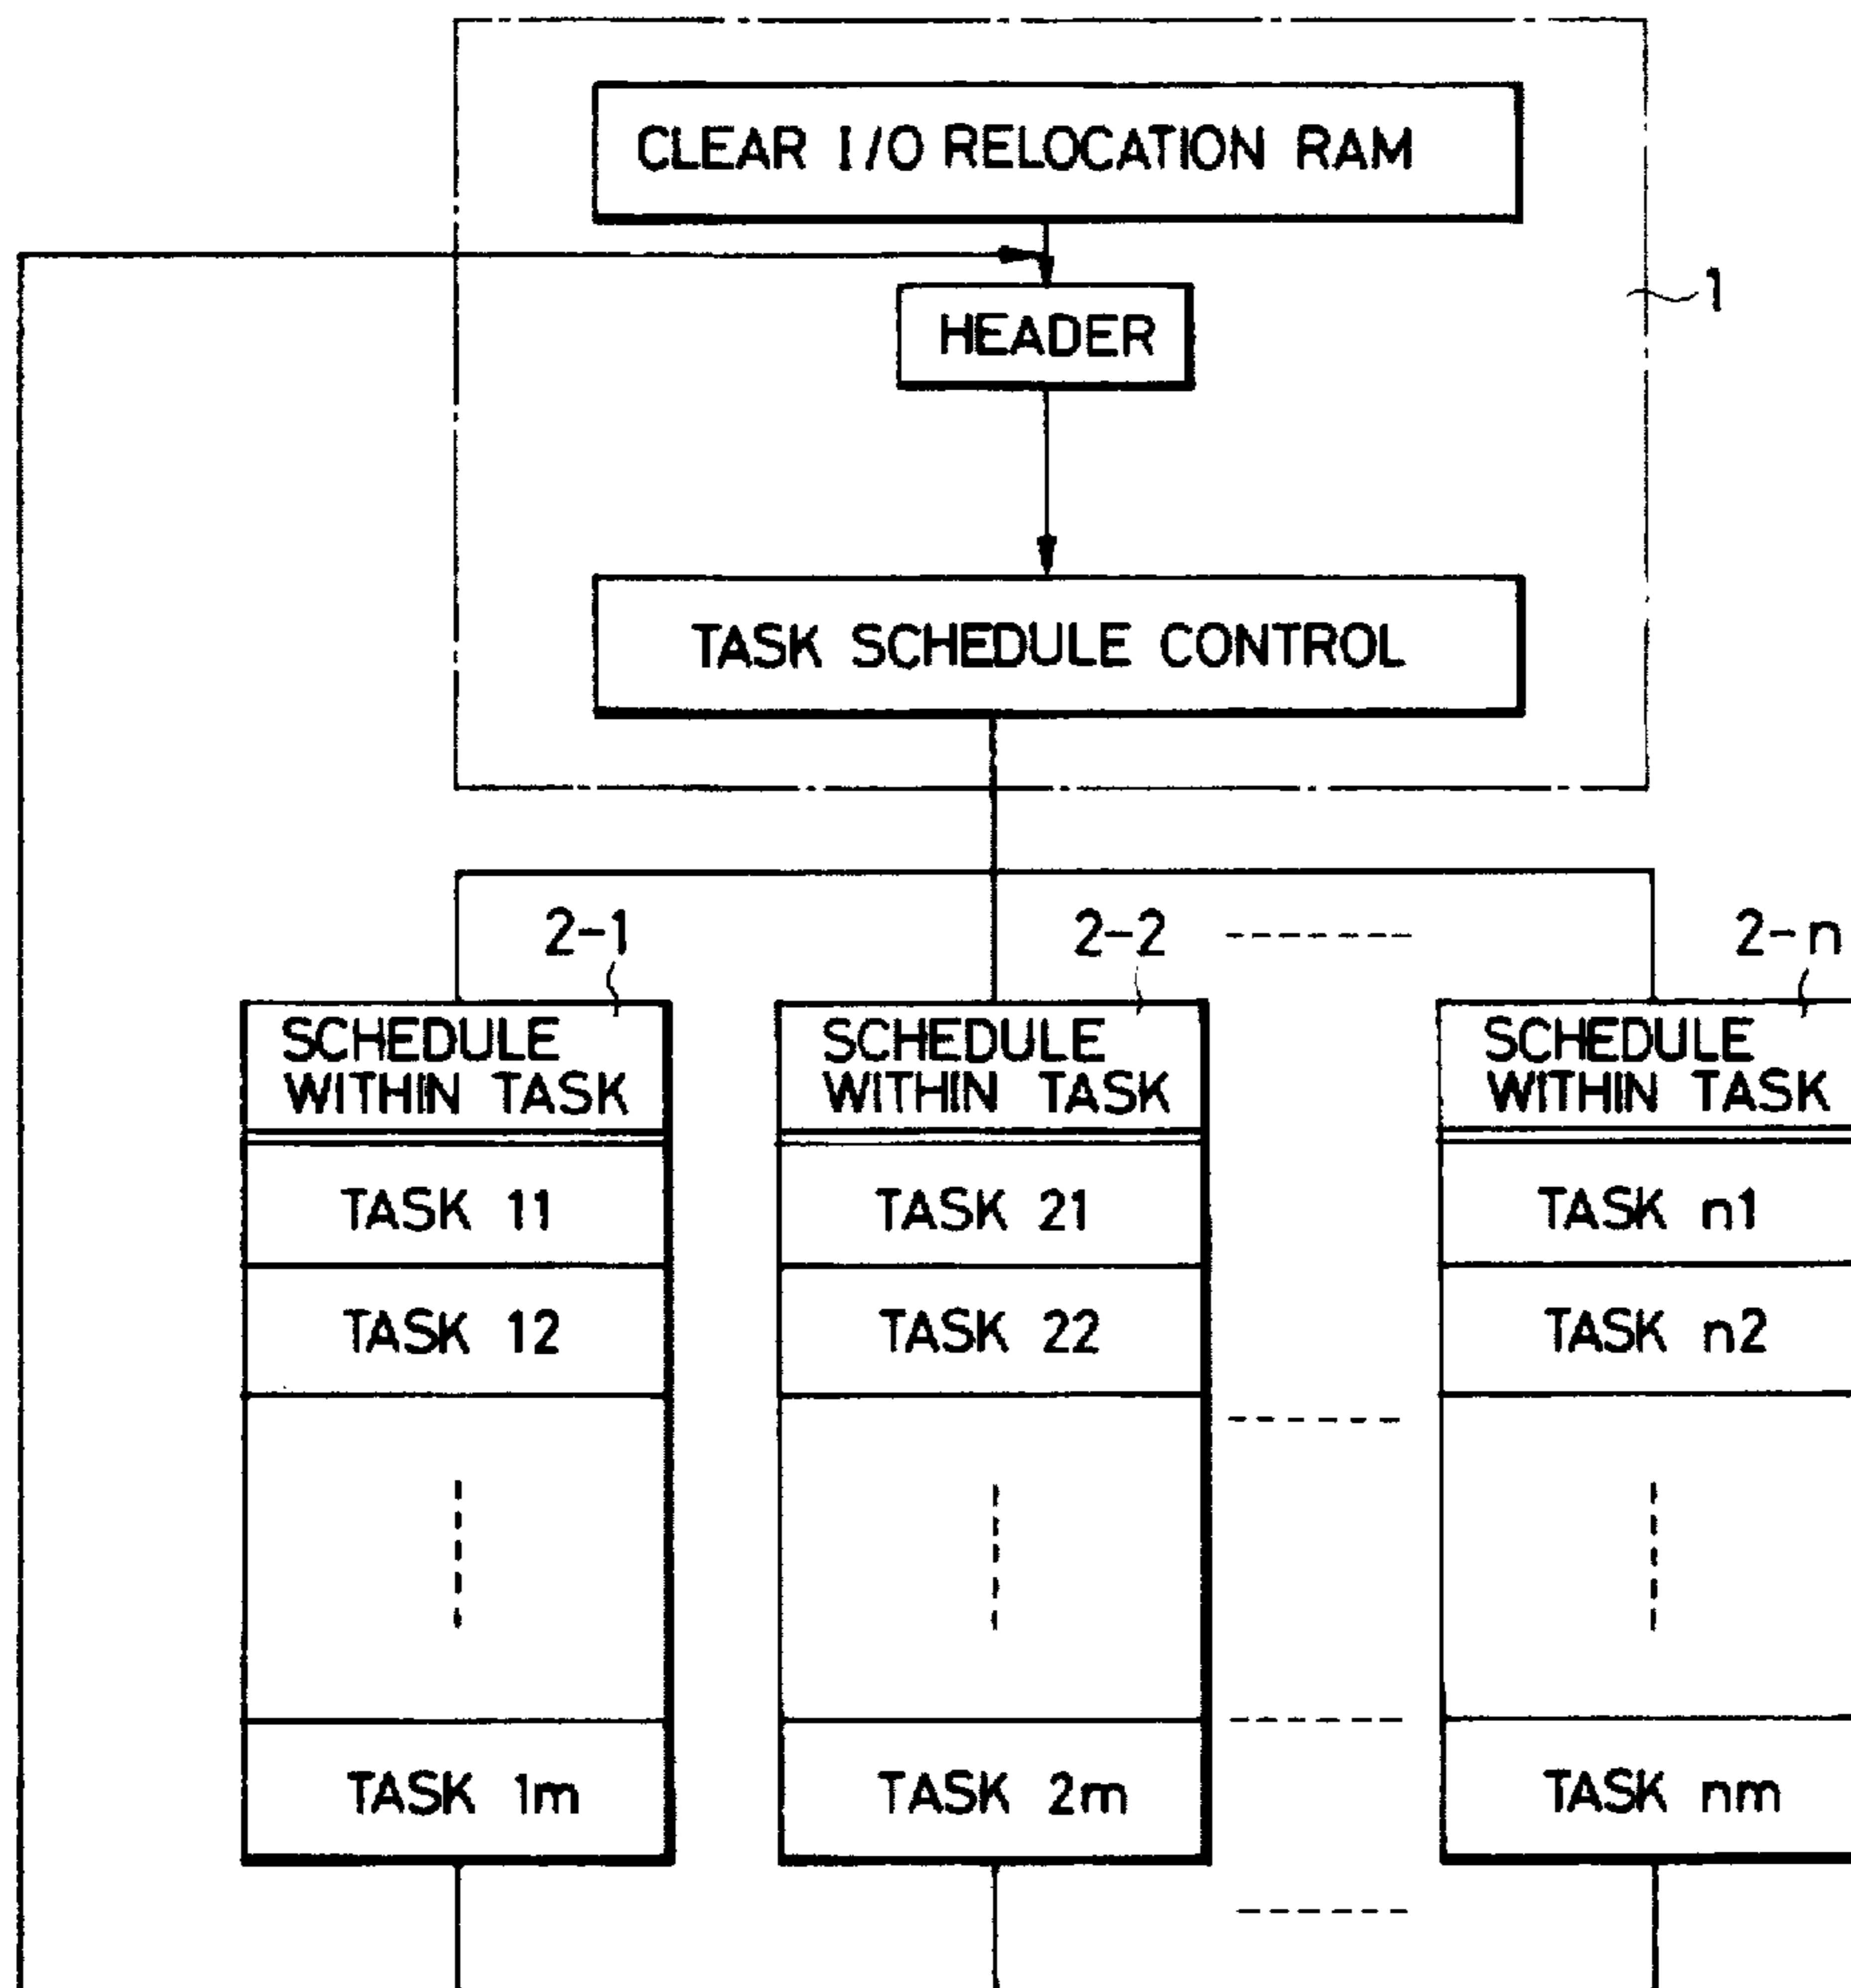 CLEAR I/O RELOCATION RAM
1
HEADER
TASK SCHEDULE CONTROL
2-1
2-2
2-n
SCHEDULE
WITHIN TASK
TASK 11
TASK 12
TASK 1m
SCHEDULE
WITHIN TASK
TASK 21
TASK 22
TASK 2m
SCHEDULE
WITHIN TASK
TASK n1
TASK n2
TASK nm